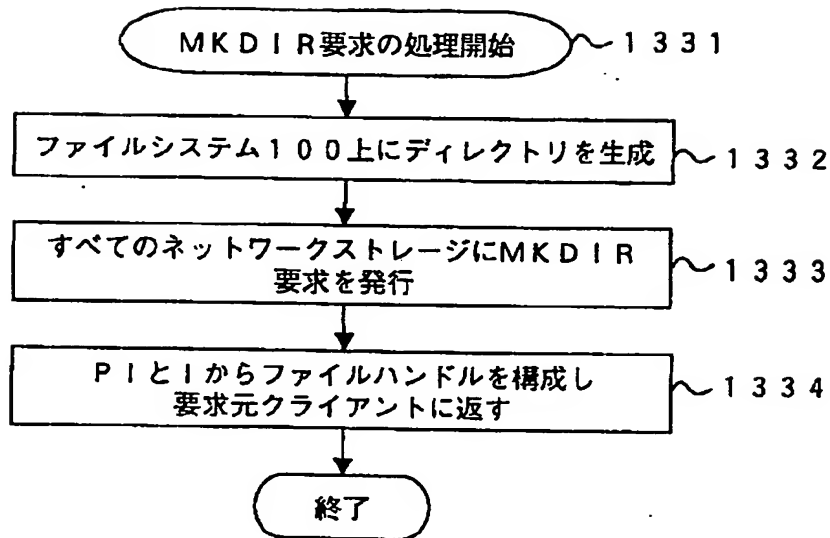 MKDIR要求の処理開始
1331
ファイルシステム100上にディレクトリを生成
1332
すべてのネットワークストレージにMKDIR
要求を発行
1333
PIとIからファイルハンドルを構成し
要求元クライアントに返す
1334
終了